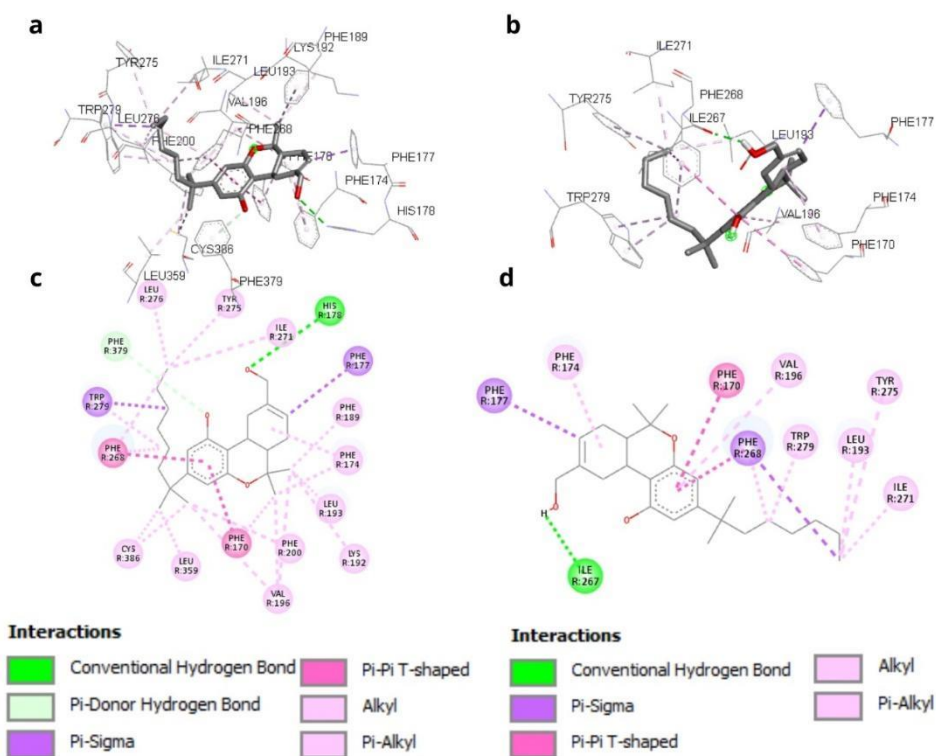 a
PHE189
LYS192
TYR275
ILE271
LEU193
TRP279
LEU276
VAL196
PHE200
PHE268
PHE170
PHE177
PHE174
HIS178
CYS386
LEU359
PHE379
b
ILE271
PHE268
TYR275
ILE267
LEU193
PHE177
TRP279
VAL196
PHE174
PHE170
c
LEU
R:276
TYR
R:275
HIS
R:178
ILE
R:271
PHE
R:379
PHE
R:177
TRP
R:279
PHE
R:189
PHE
R:268
PHE
R:174
LEU
R:193
PHE
R:170
PHE
R:200
CYS
R:386
LEU
R:359
LYS
R:192
VAL
R:196
d
PHE
R:174
PHE
R:170
VAL
R:196
TYR
R:275
PHE
R:177
PHE
R:268
TRP
R:279
LEU
R:193
ILE
R:271
H
ILE
R:267
Interactions
Conventional Hydrogen Bond
Pi-Donor Hydrogen Bond
Pi-Sigma
Pi-Pi T-shaped
Alkyl
Pi-Alkyl
Interactions
Conventional Hydrogen Bond
Pi-Sigma
Pi-Pi T-shaped
Alkyl
Pi-Alkyl